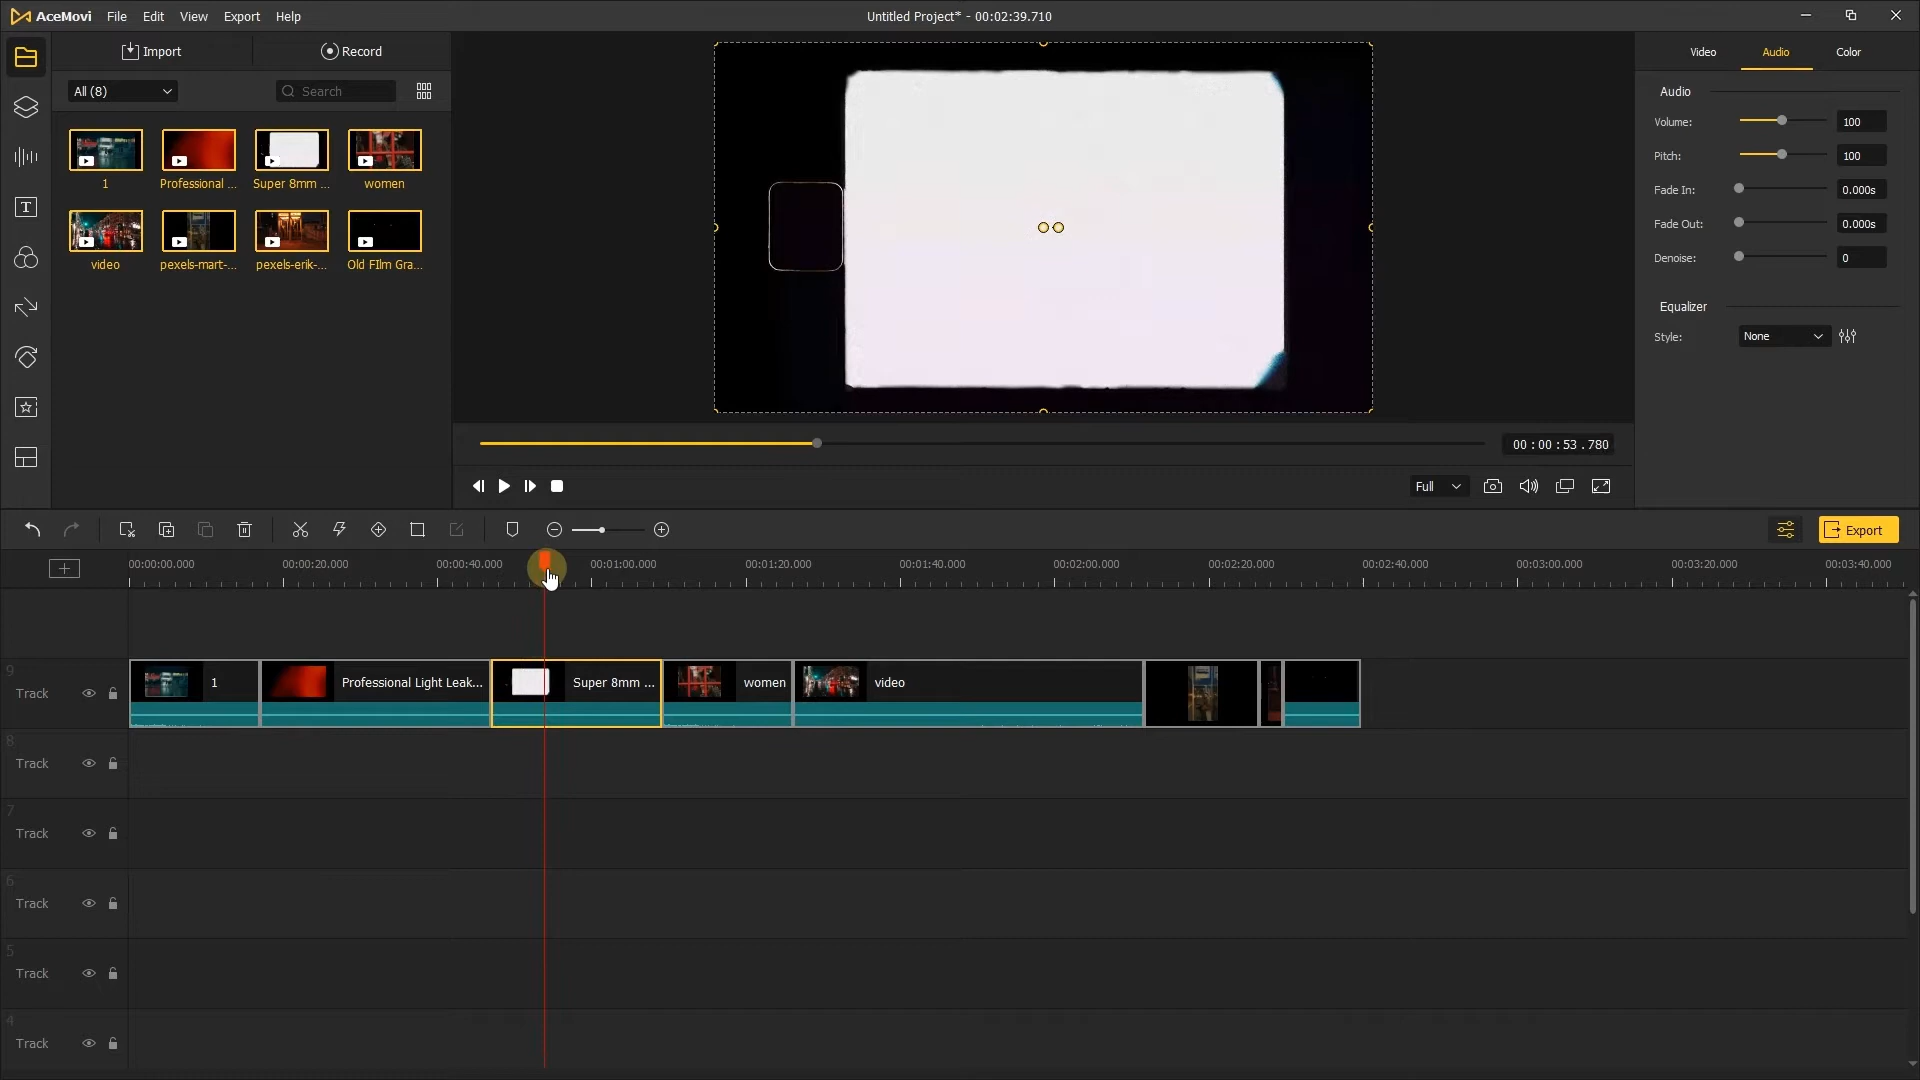 AceMovi File Edit View Export Help Untitled Project* - 00:02:39.710
Import Record
All (8) Search
1 Professional ... Super 8mm ... women
video pexels-mart-... pexels-erik-... Old FIlm Gra...
00 : 00 : 53 . 780
Full
Video Audio Color
Audio
Volume: 100
Pitch: 100
Fade In: 0.000s
Fade Out: 0.000s
Denoise: 0
Equalizer
Style: None
Export
00:00:00.000 00:00:20.000 00:00:40.000 00:01:00.000 00:01:20.000 00:01:40.000 00:02:00.000 00:02:20.000 00:02:40.000 00:03:00.000 00:03:20.000 00:03:40.000
9
Track 1 Professional Light Leak... Super 8mm ... women video
8
Track
7
Track
6
Track
5
Track
4
Track